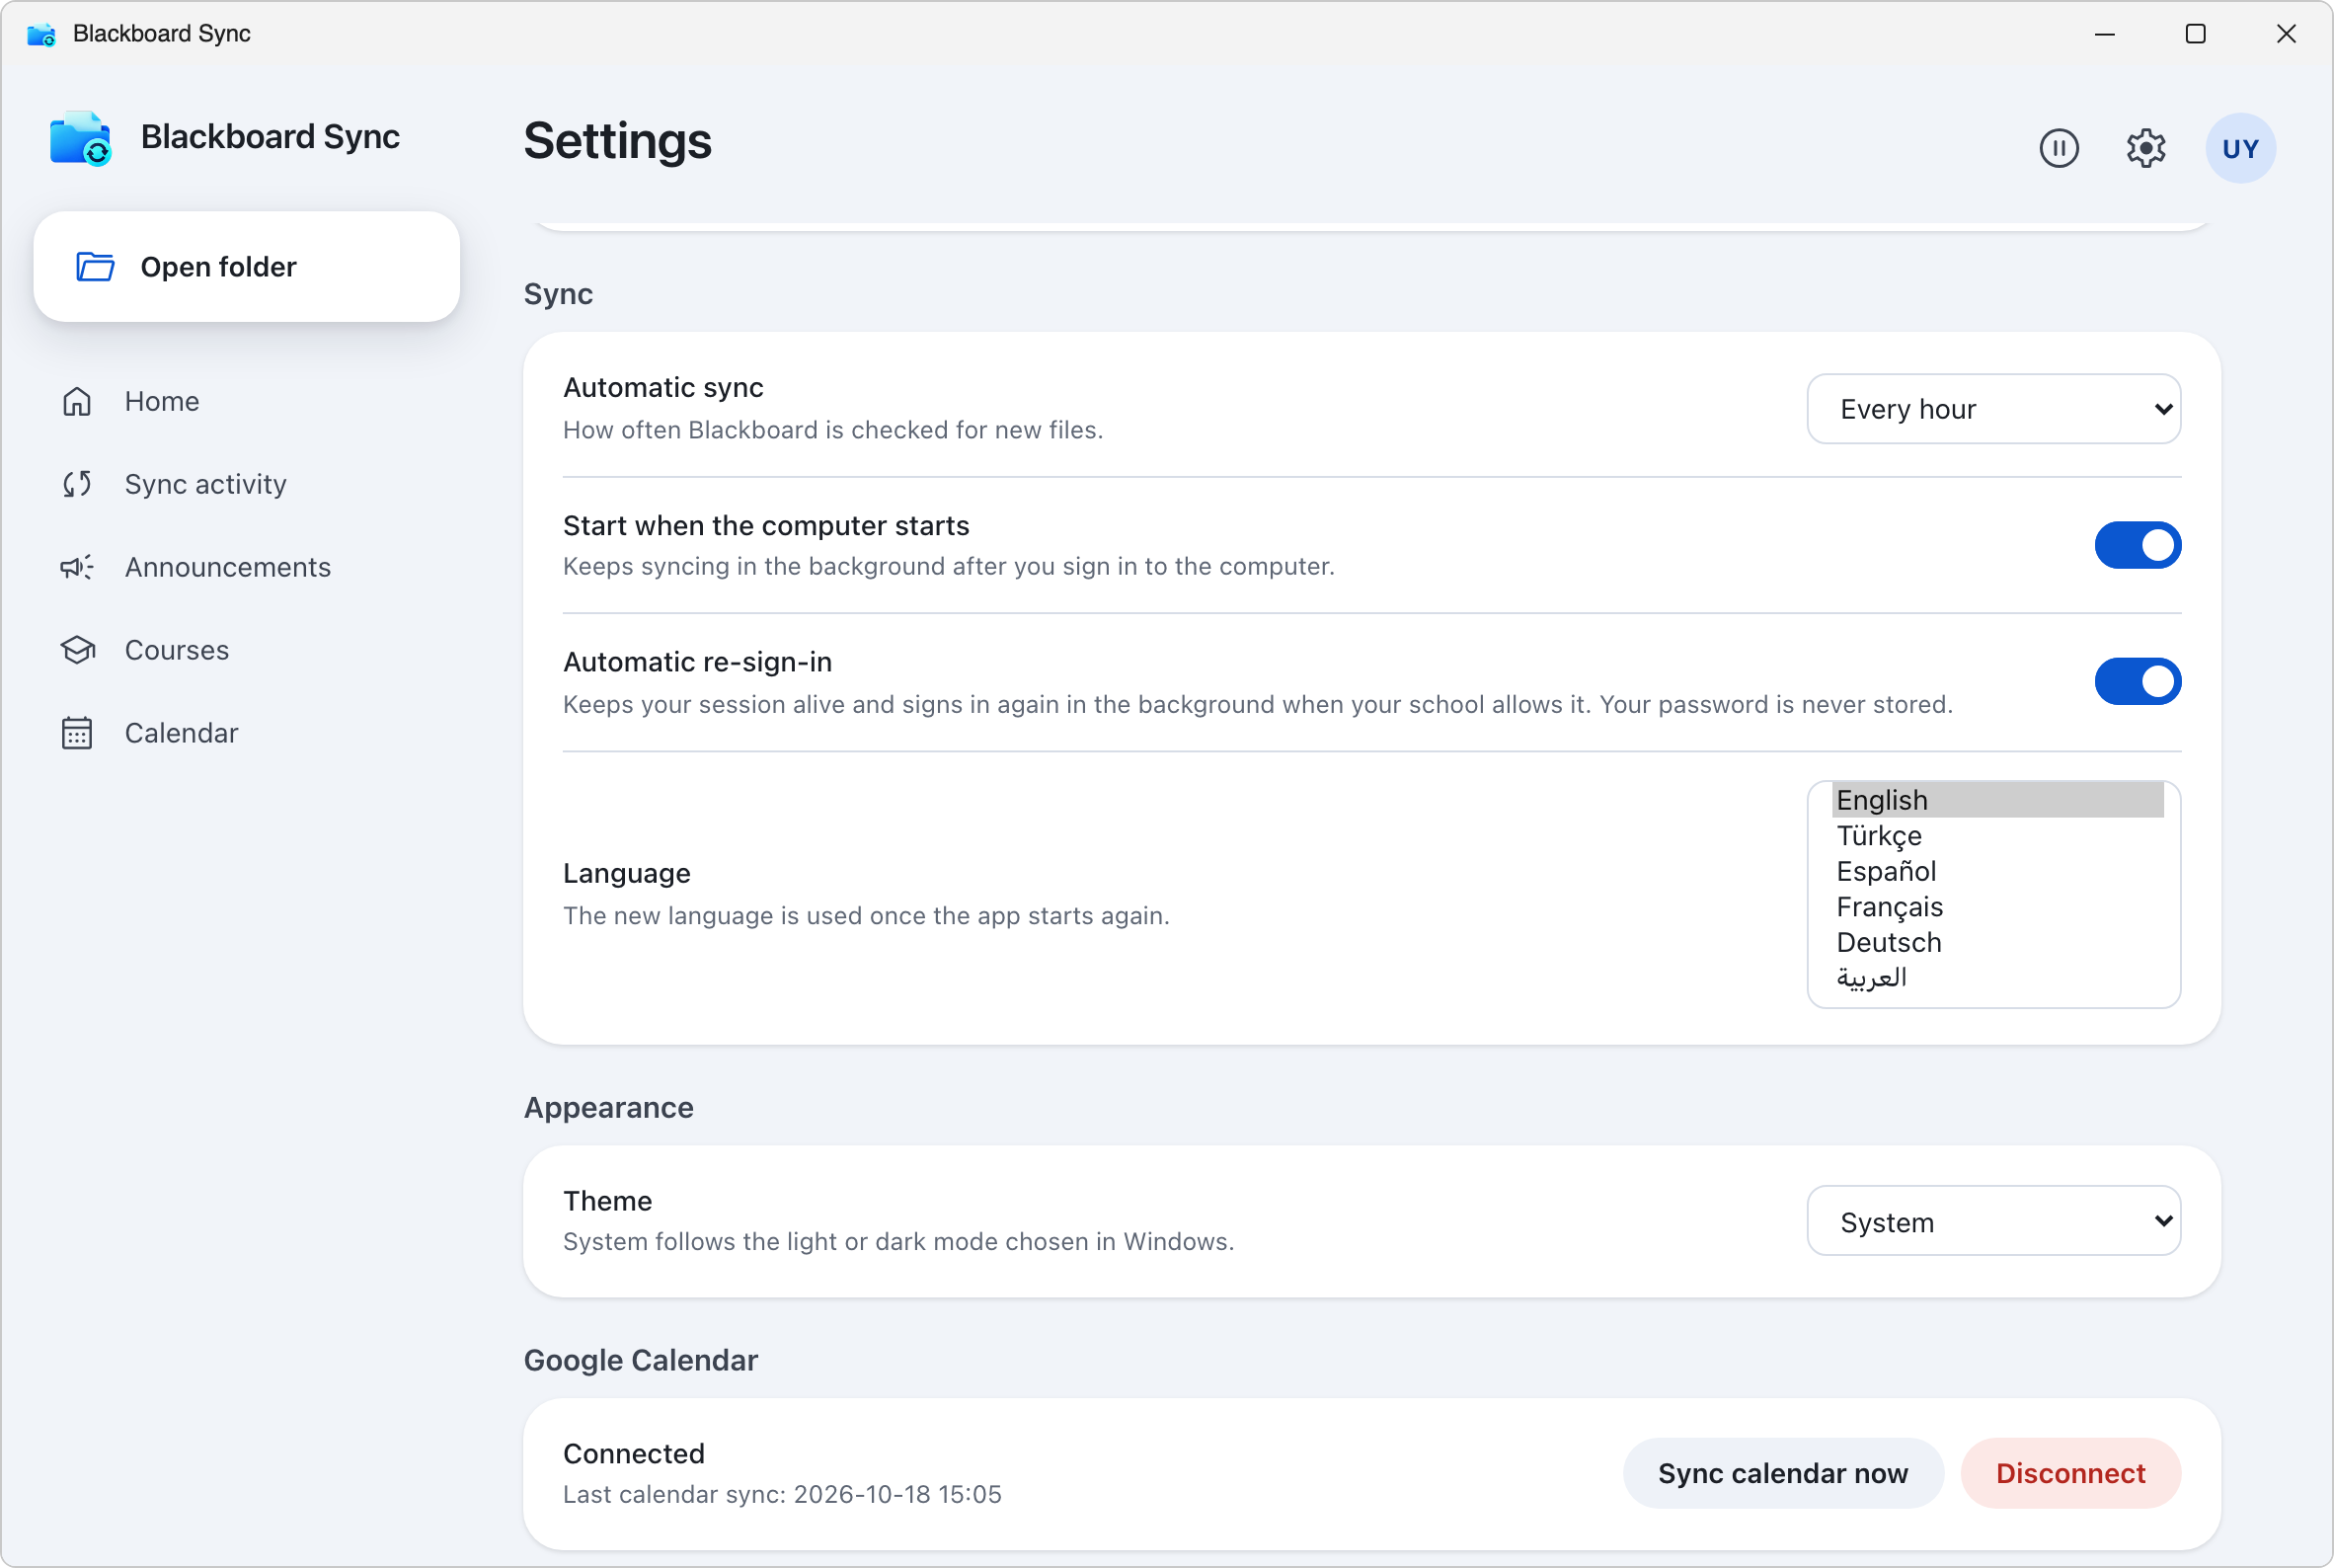 Blackboard Sync
Blackboard Sync
Settings
UY
Open folder
Home
Sync activity
Announcements
Courses
Calendar
Sync
Automatic sync
How often Blackboard is checked for new files.
Every hour
Start when the computer starts
Keeps syncing in the background after you sign in to the computer.
Automatic re-sign-in
Keeps your session alive and signs in again in the background when your school allows it. Your password is never stored.
Language
The new language is used once the app starts again.
English
Türkçe
Español
Français
Deutsch
العربية
Appearance
Theme
System follows the light or dark mode chosen in Windows.
System
Google Calendar
Connected
Last calendar sync: 2026-10-18 15:05
Sync calendar now
Disconnect